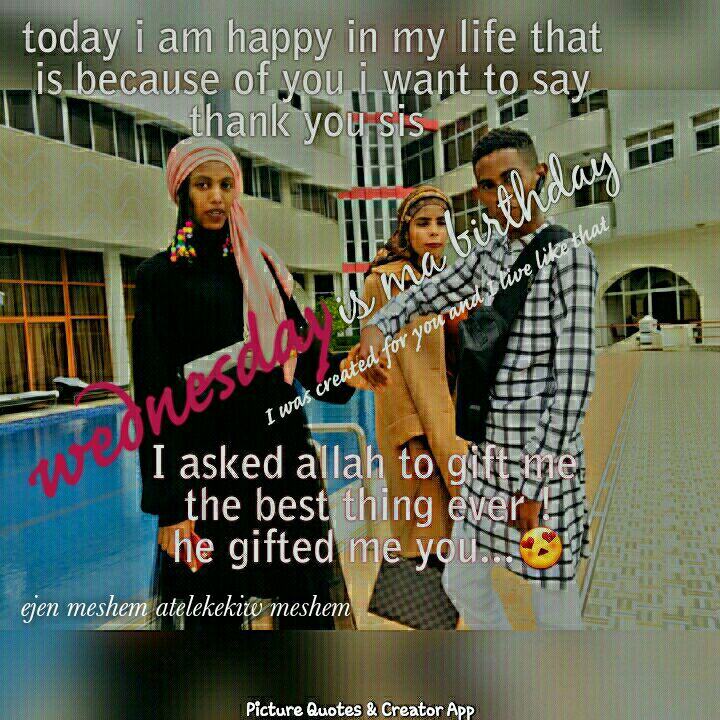 today i am happy in my life that
is because of you i want to say
thank you sis
wednesday is ma birthday
I was created for you and I live like that
I asked allah to gift me
the best thing ever !
he gifted me you...😍
ejen meshem atelekekiw meshem
Picture Quotes & Creator App